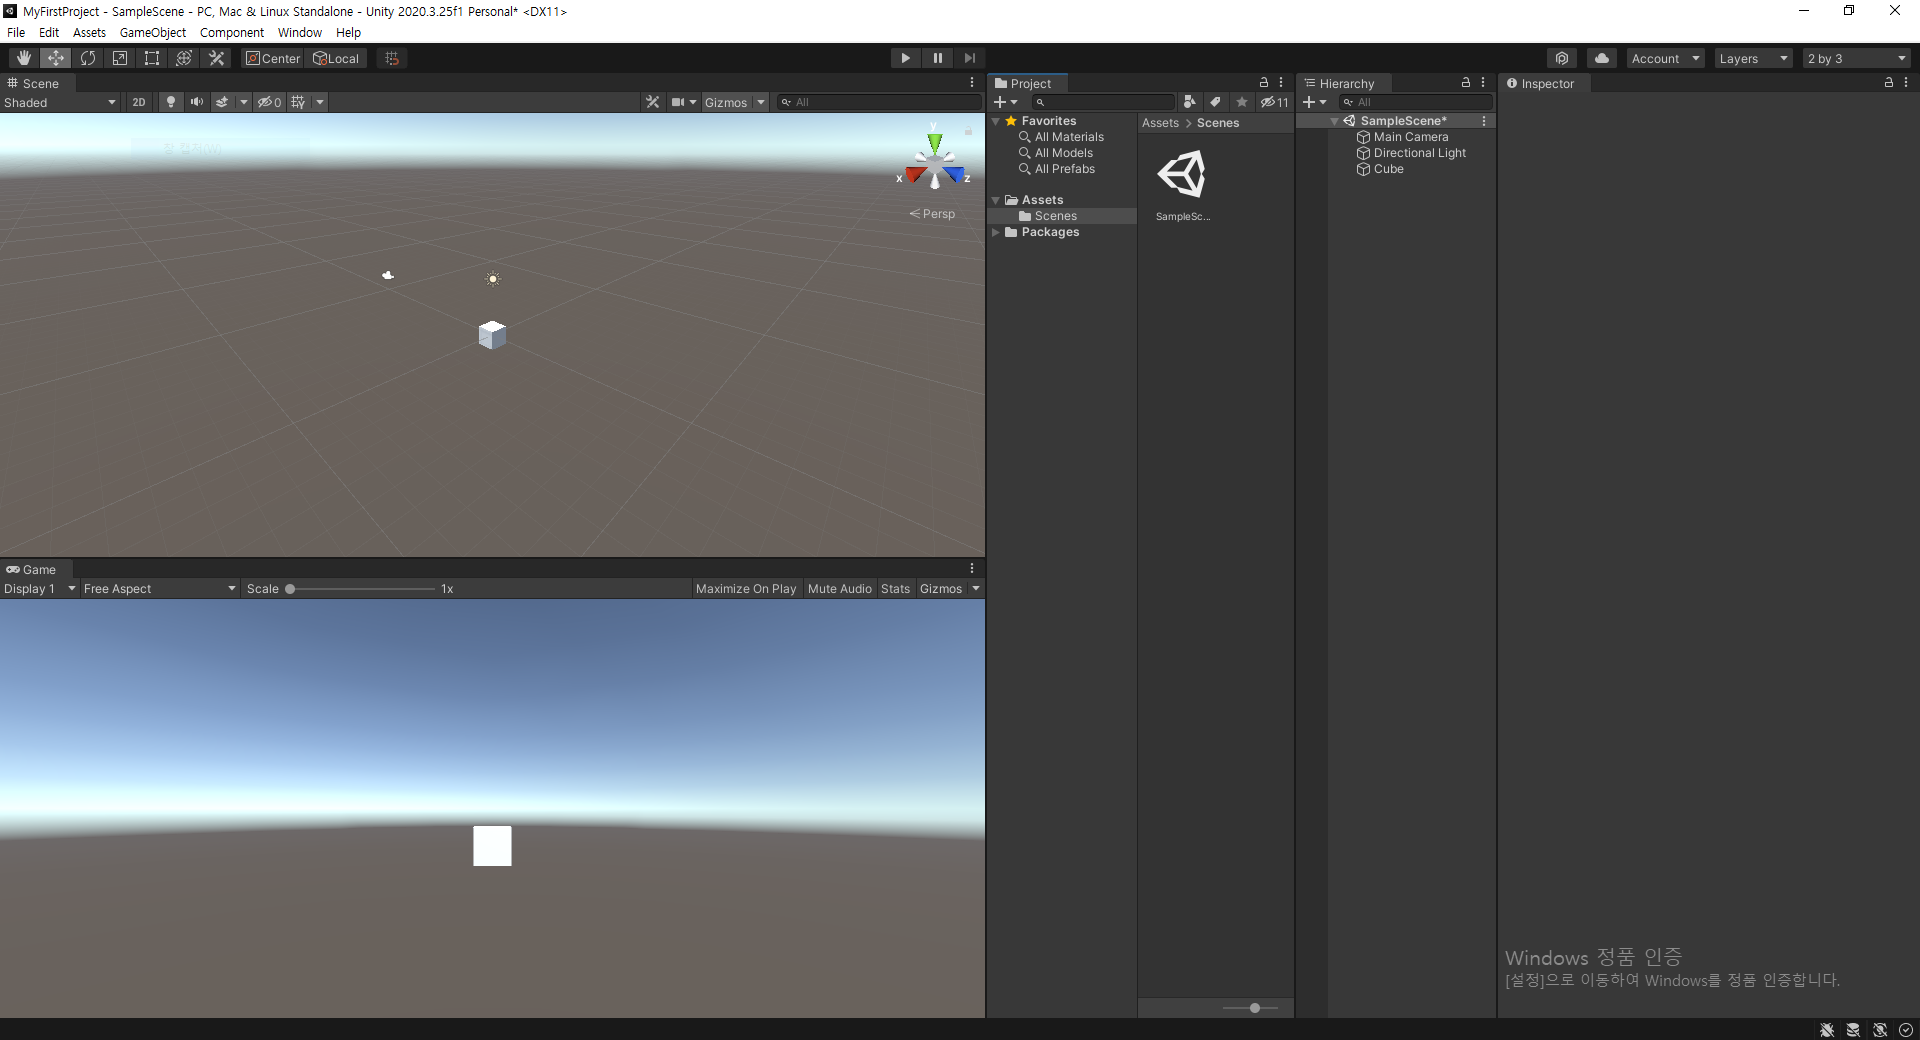 MyFirstProject - SampleScene - PC, Mac & Linux Standalone - Unity 2020.3.25f1 Personal* <DX11>
File Edit Assets GameObject Component Window Help
Center Local
Account Layers 2 by 3
Scene
Shaded 2D 0 Gizmos All
y
x z
Persp
창 캡처(W)
Game
Display 1 Free Aspect Scale 1x Maximize On Play Mute Audio Stats Gizmos
Project
11
Favorites
All Materials
All Models
All Prefabs
Assets
Scenes
Packages
Assets > Scenes
SampleSc...
Hierarchy
All
SampleScene*
Main Camera
Directional Light
Cube
Inspector
Windows 정품 인증
[설정]으로 이동하여 Windows를 정품 인증합니다.